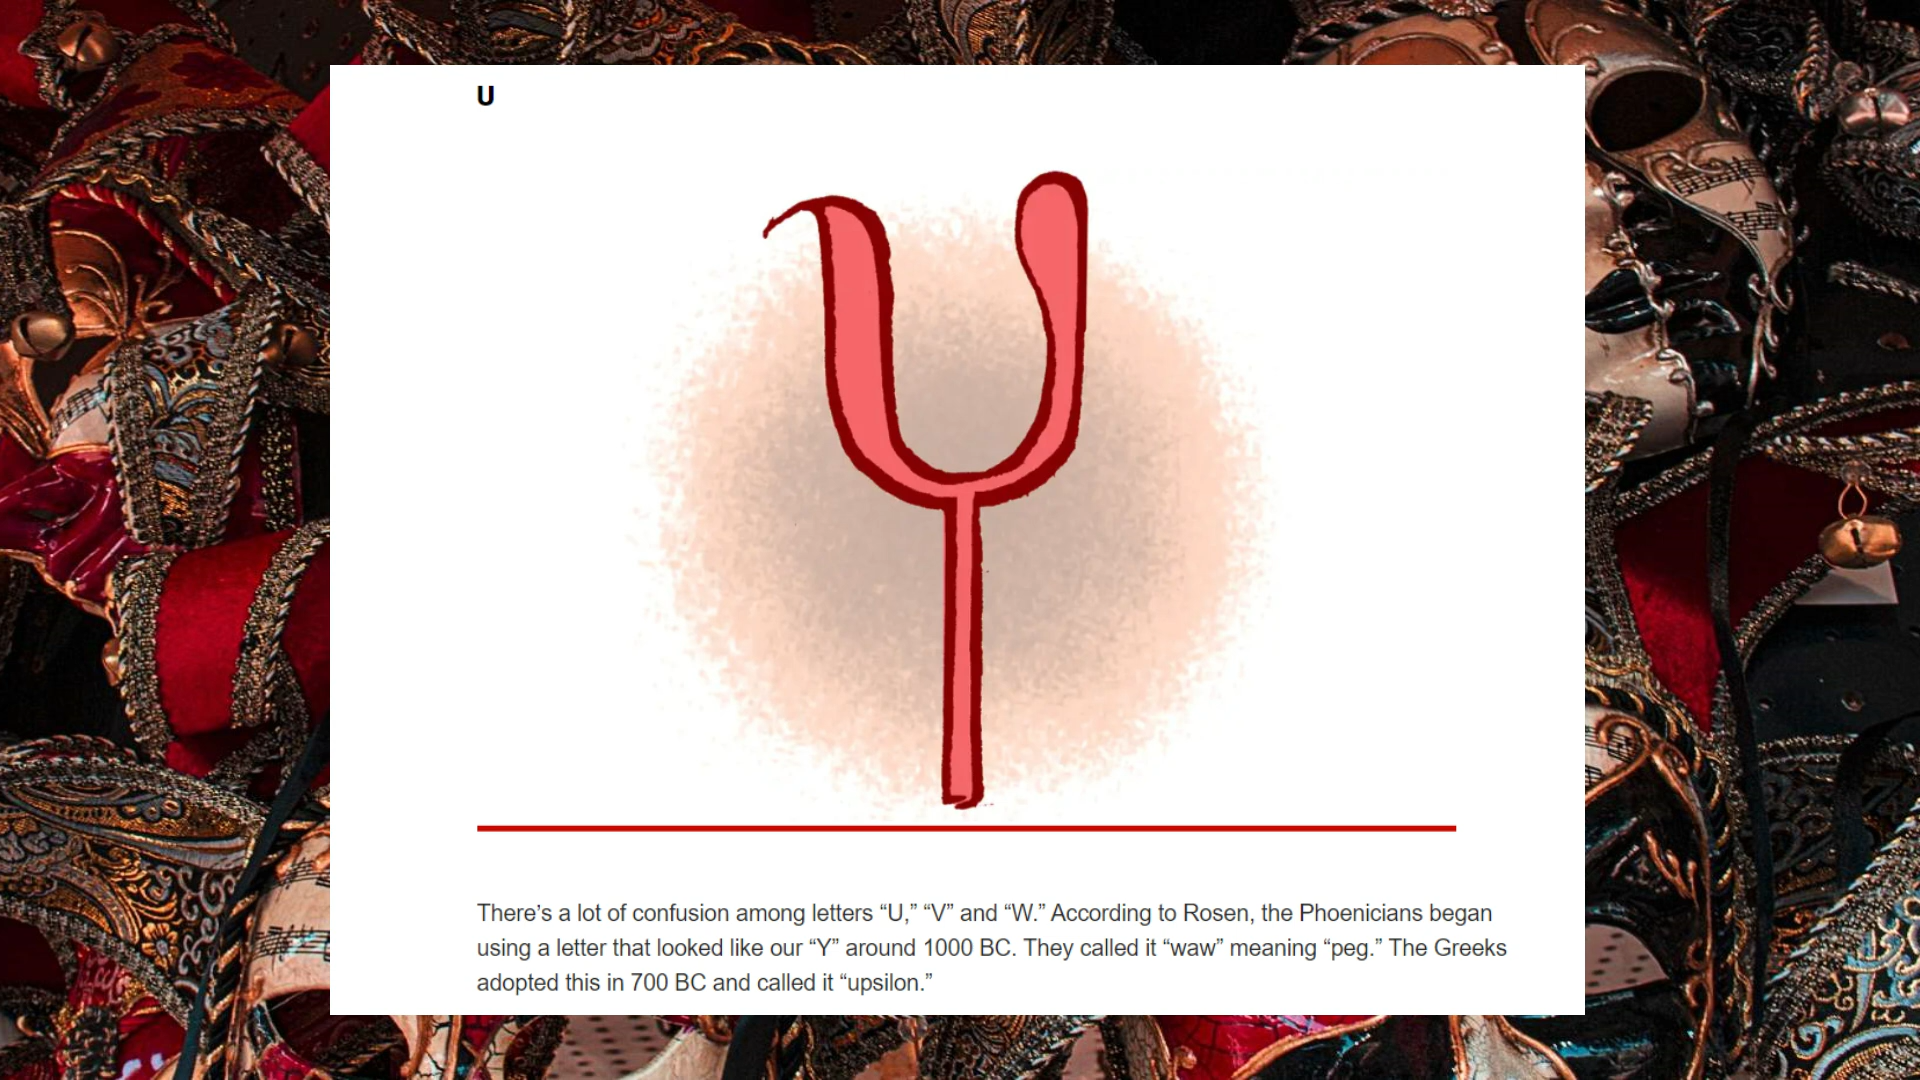 U
There’s a lot of confusion among letters “U,” “V” and “W.” According to Rosen, the Phoenicians began
using a letter that looked like our “Y” around 1000 BC. They called it “waw” meaning “peg.” The Greeks
adopted this in 700 BC and called it “upsilon.”